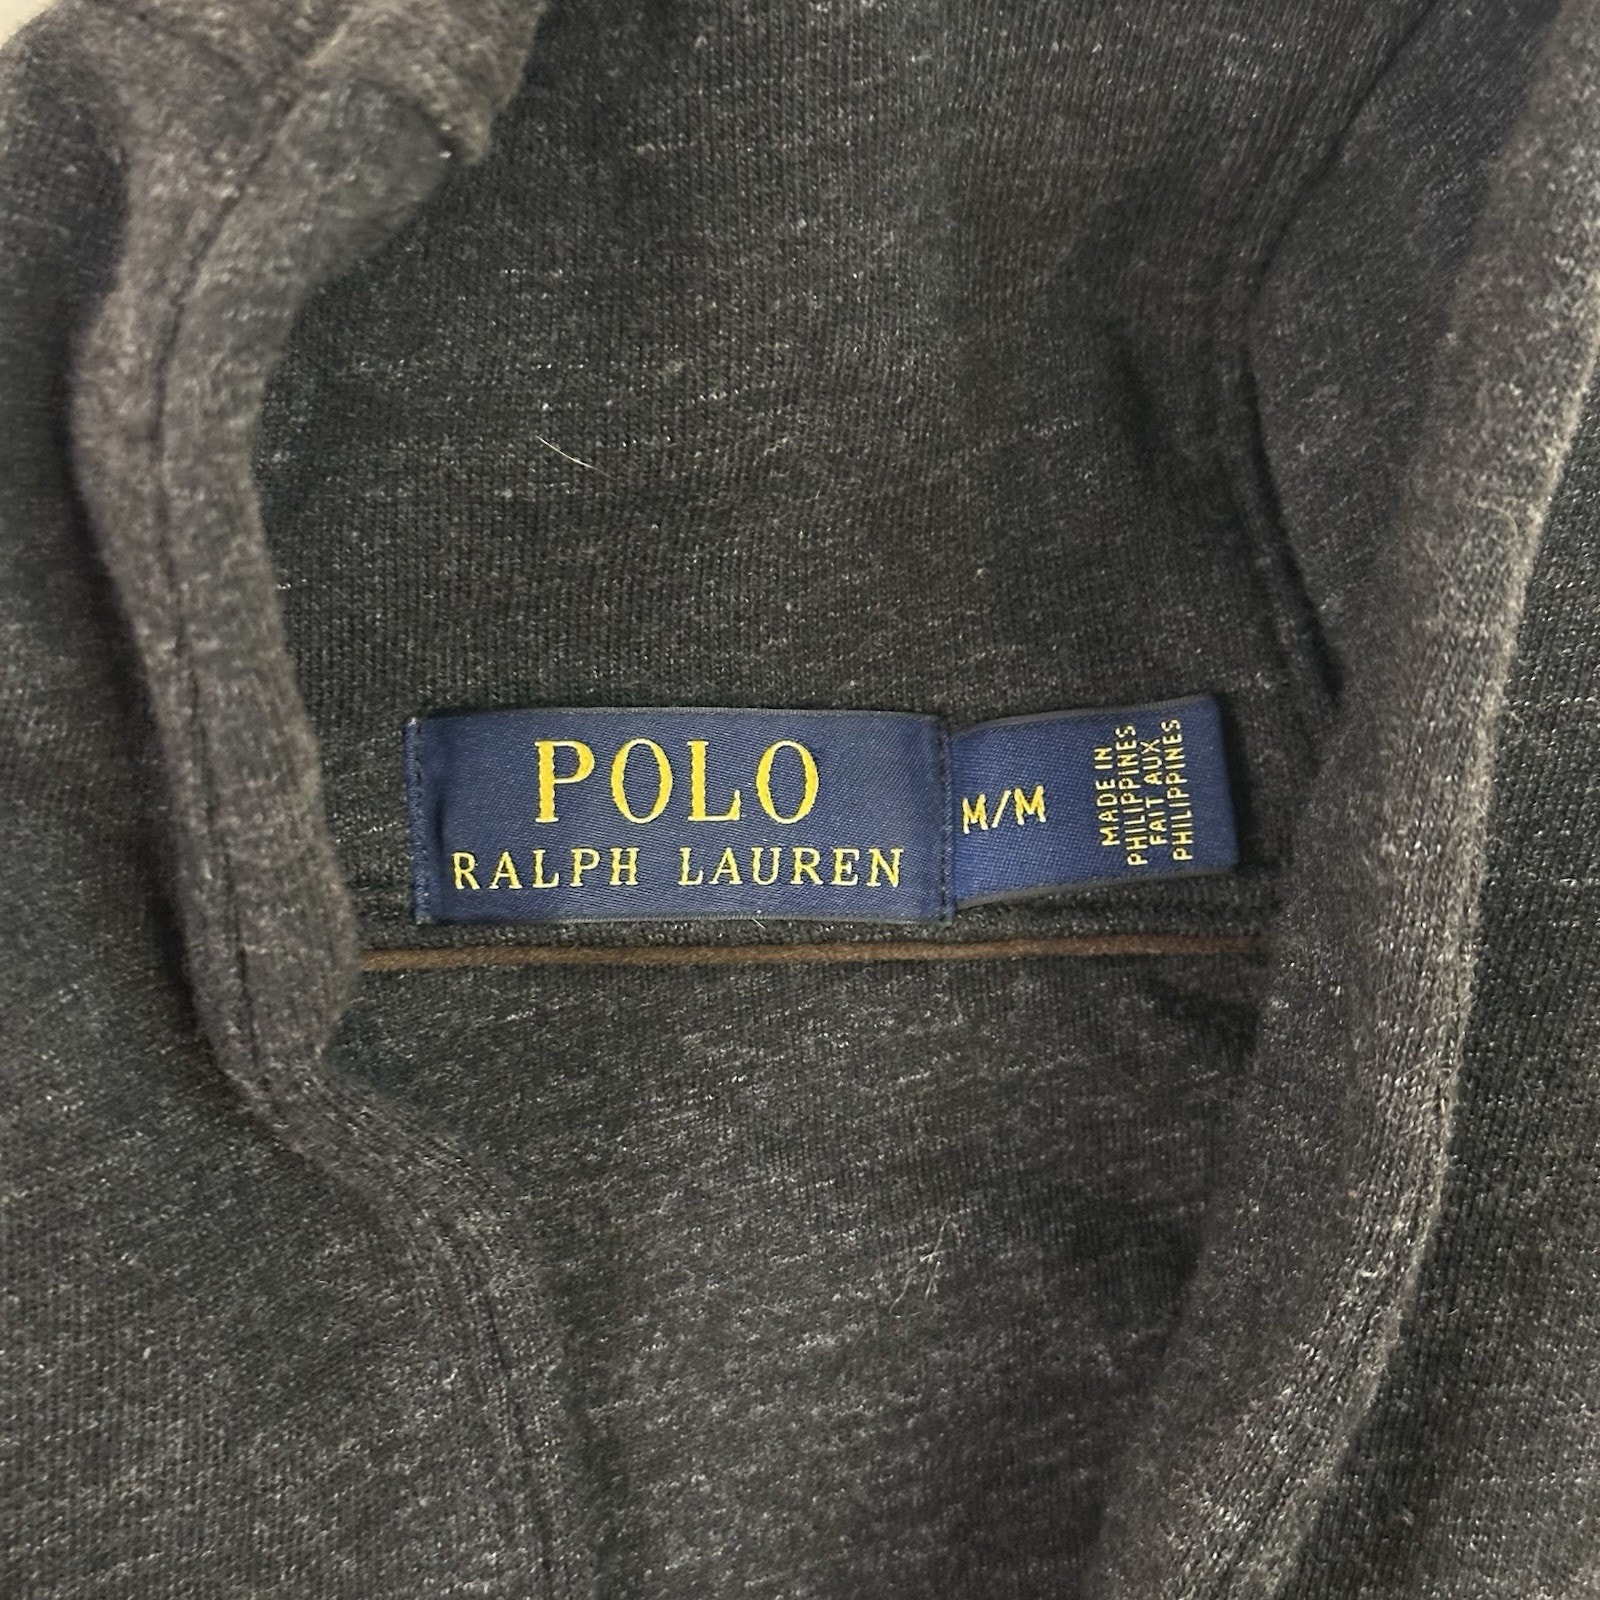 POLO
RALPH LAUREN
M/M
MADE IN
PHILIPPINES
FAIT AUX
PHILIPPINES